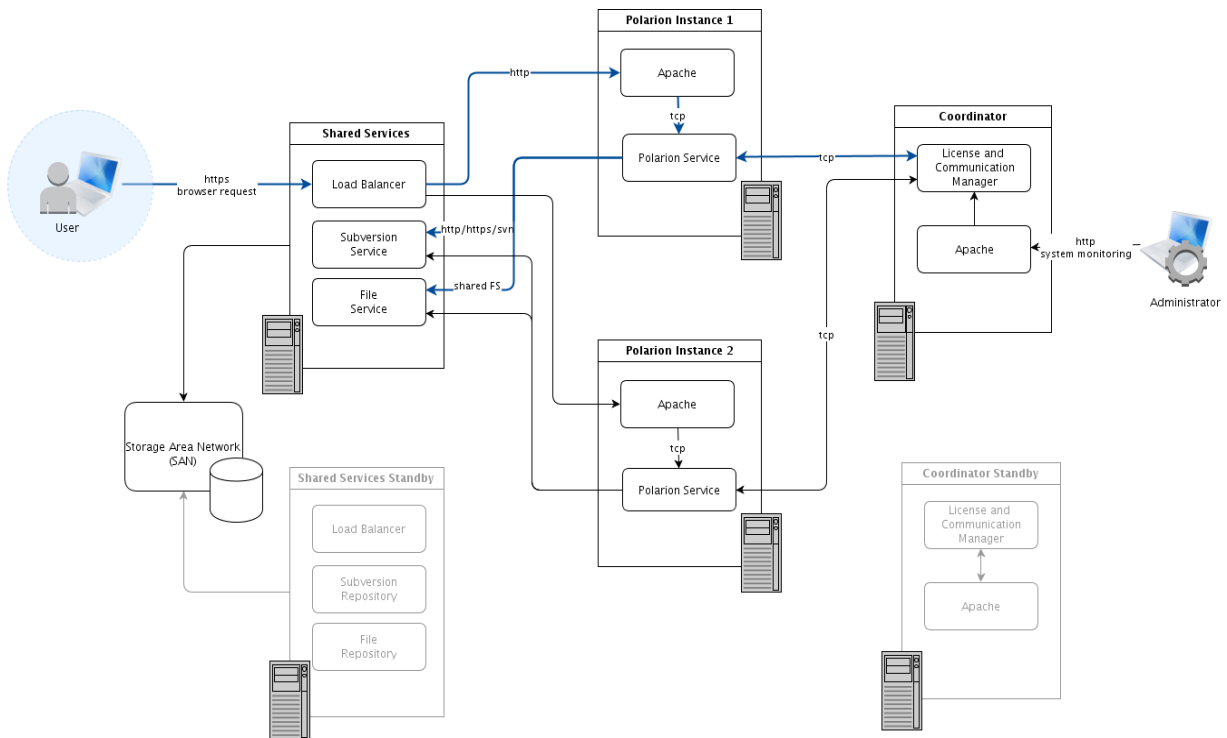 Polarion Instance 1
Apache
tcp
Polarion Service
http
Shared Services
Load Balancer
Subversion
Service
File
Service
https
browser request
User
http/https/svn
shared FS
tcp
Coordinator
License and
Communication
Manager
Apache
http
system monitoring
Administrator
tcp
Polarion Instance 2
Apache
tcp
Polarion Service
Storage Area Network
(SAN)
Shared Services Standby
Load Balancer
Subversion
Repository
File
Repository
Coordinator Standby
License and
Communication
Manager
Apache